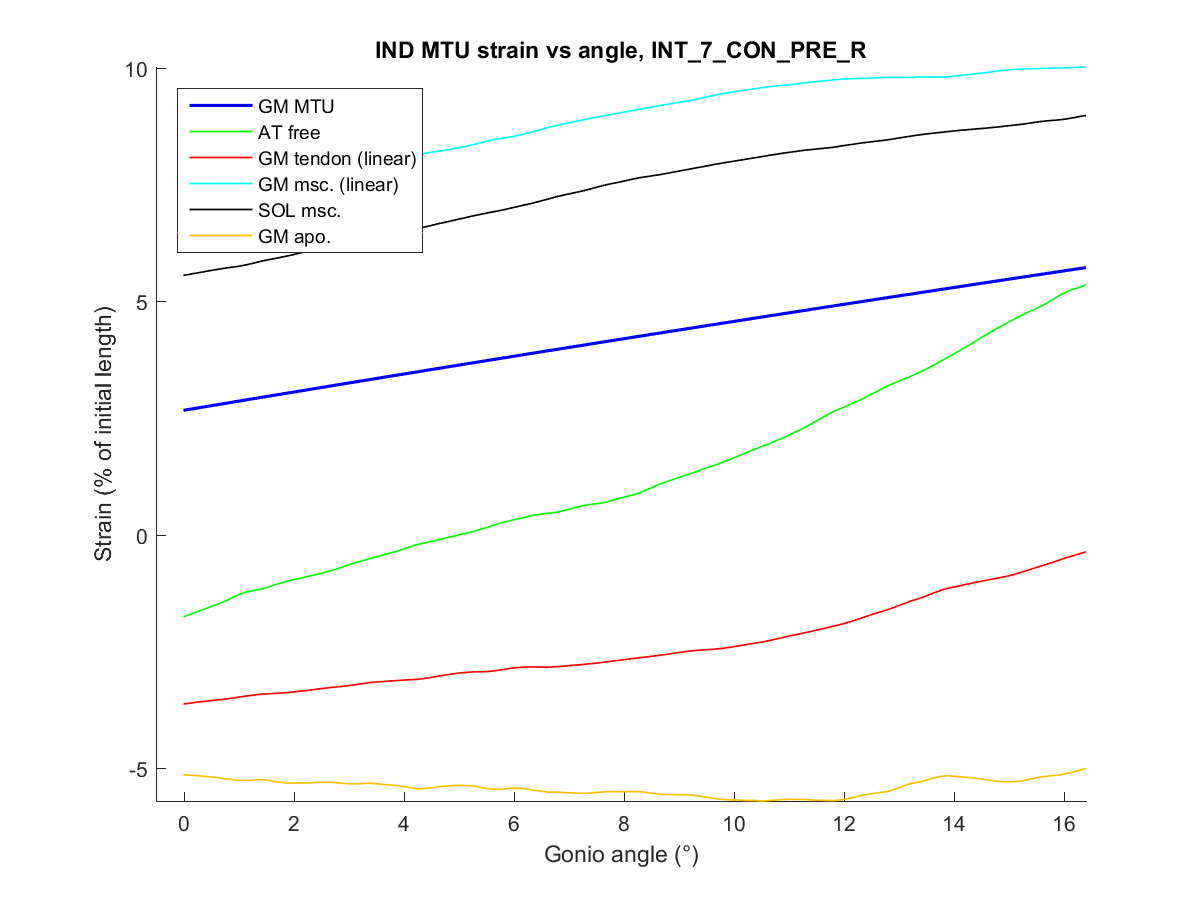 IND MTU strain vs angle, INT_7_CON_PRE_R
10
GM MTU
AT free
GM tendon (linear)
GM msc. (linear)
SOL msc.
GM apo.
5
Strain (% of initial length)
0
-5
0 2 4 6 8 10 12 14 16
Gonio angle (°)